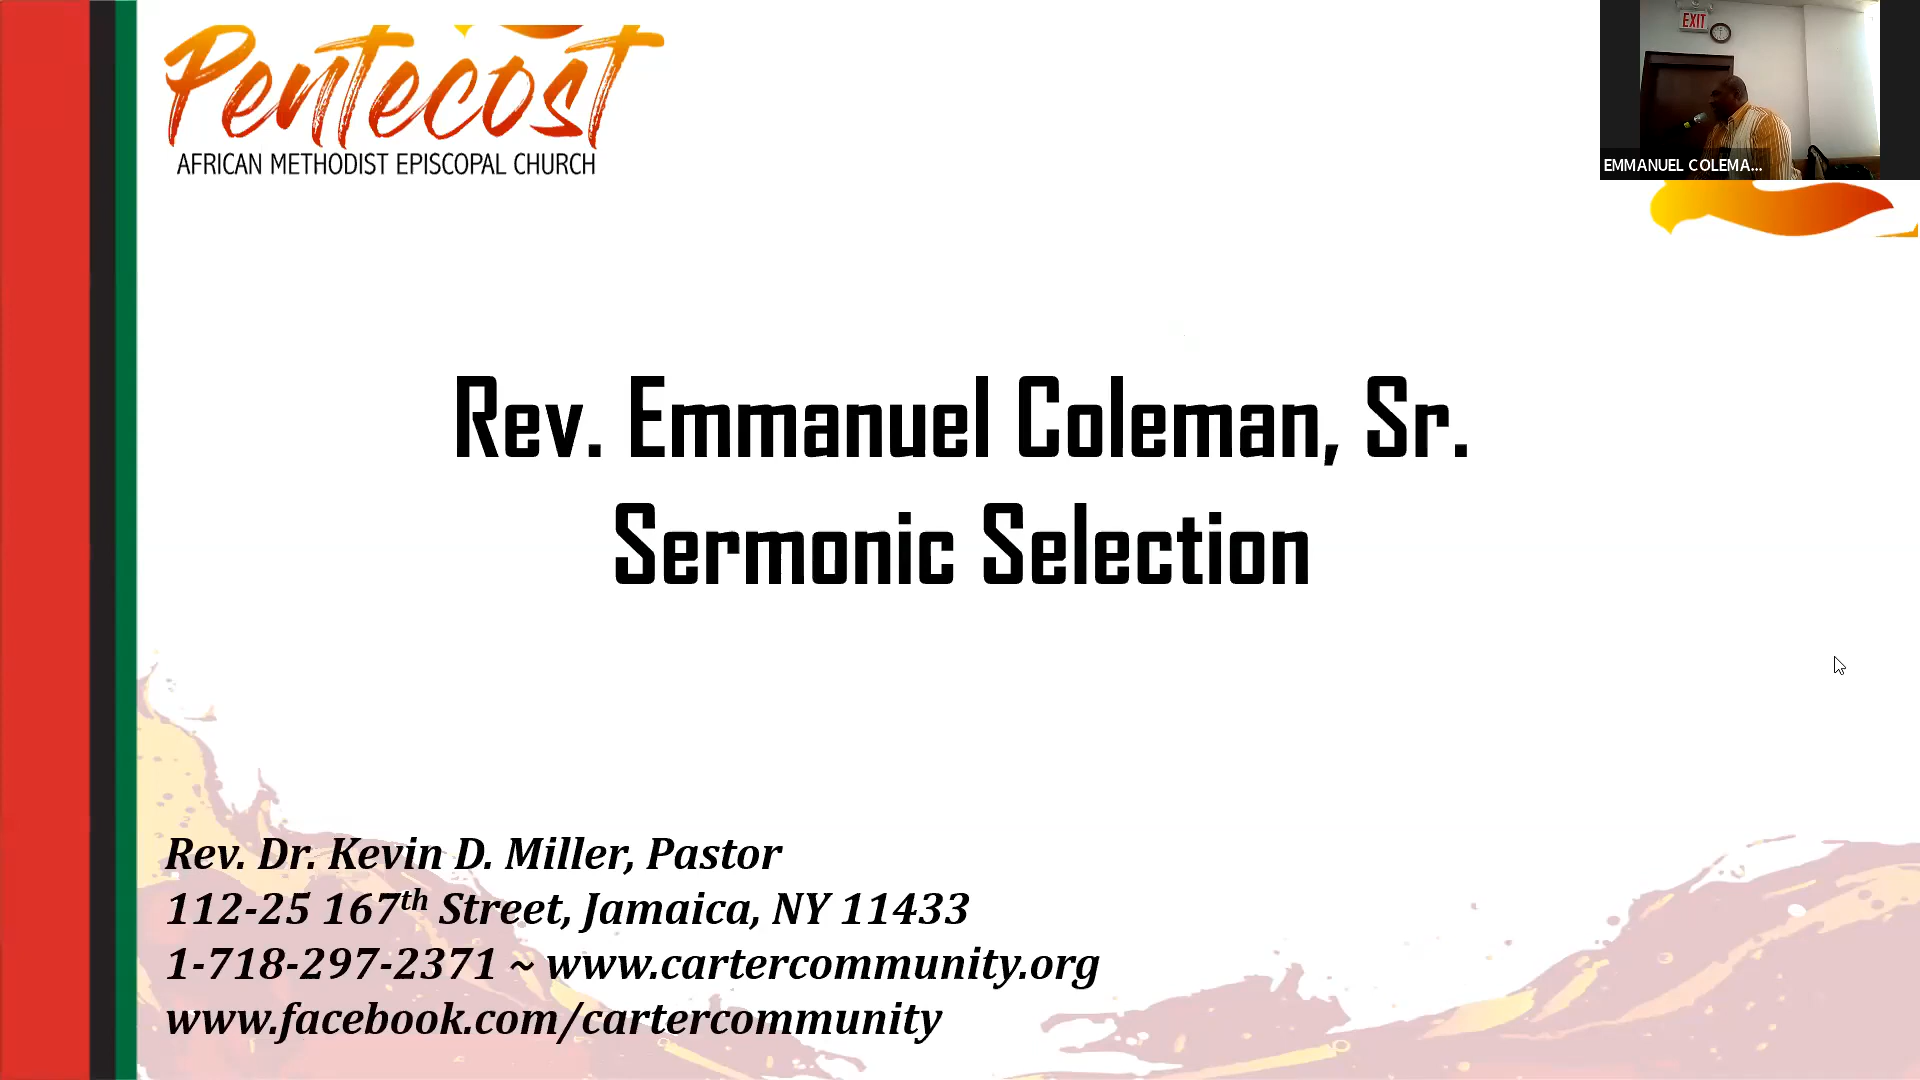 Pentecost
AFRICAN METHODIST EPISCOPAL CHURCH
EXIT
EMMANUEL COLEMA...
Rev. Emmanuel Coleman, Sr.
Sermonic Selection
Rev. Dr. Kevin D. Miller, Pastor
112-25 167th Street, Jamaica, NY 11433
1-718-297-2371 ~ www.cartercommunity.org
www.facebook.com/cartercommunity